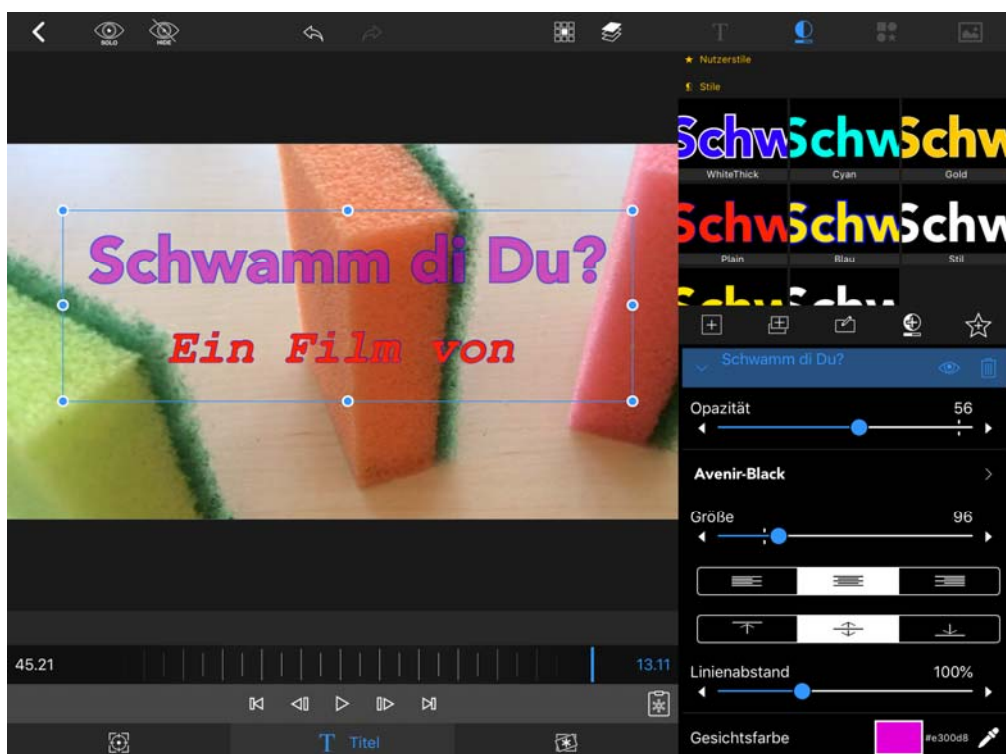 SOLO
HIDE
T
Nutzerstile
Stile
Schw
Schw
Schw
WhiteThick
Cyan
Gold
Schw
Schw
Schw
Plain
Blau
Stil
Schw
Schw
Schwamm di Du?
Ein Film von
Schwamm di Du?
Opazität
56
Avenir-Black
Größe
96
Linienabstand
100%
Gesichtsfarbe
#e300d8
45.21
13.11
T Titel